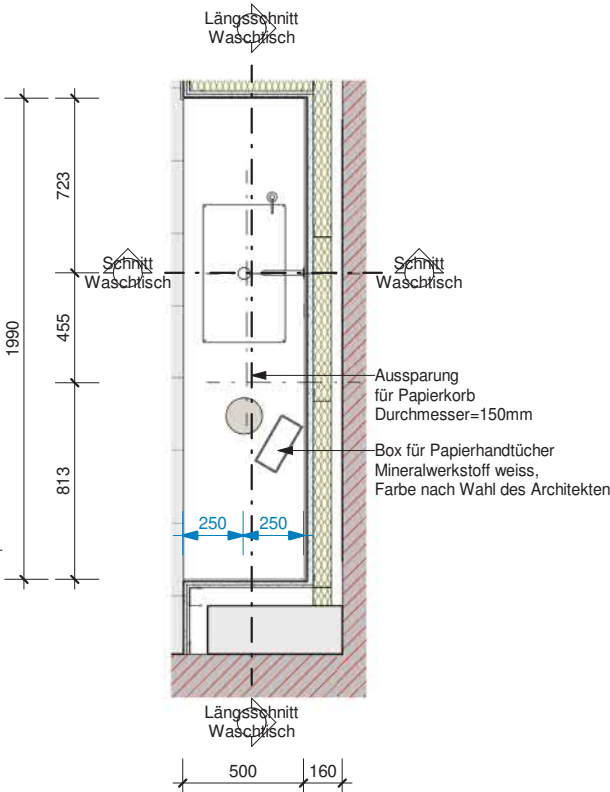 Längsschnitt
Waschtisch
723
Schnitt
Waschtisch
Schnitt
Waschtisch
1990
455
Aussparung
für Papierkorb
Durchmesser=150mm
Box für Papierhandtücher
Mineralwerkstoff weiss,
Farbe nach Wahl des Architekten
813
250
250
Längsschnitt
Waschtisch
500
160